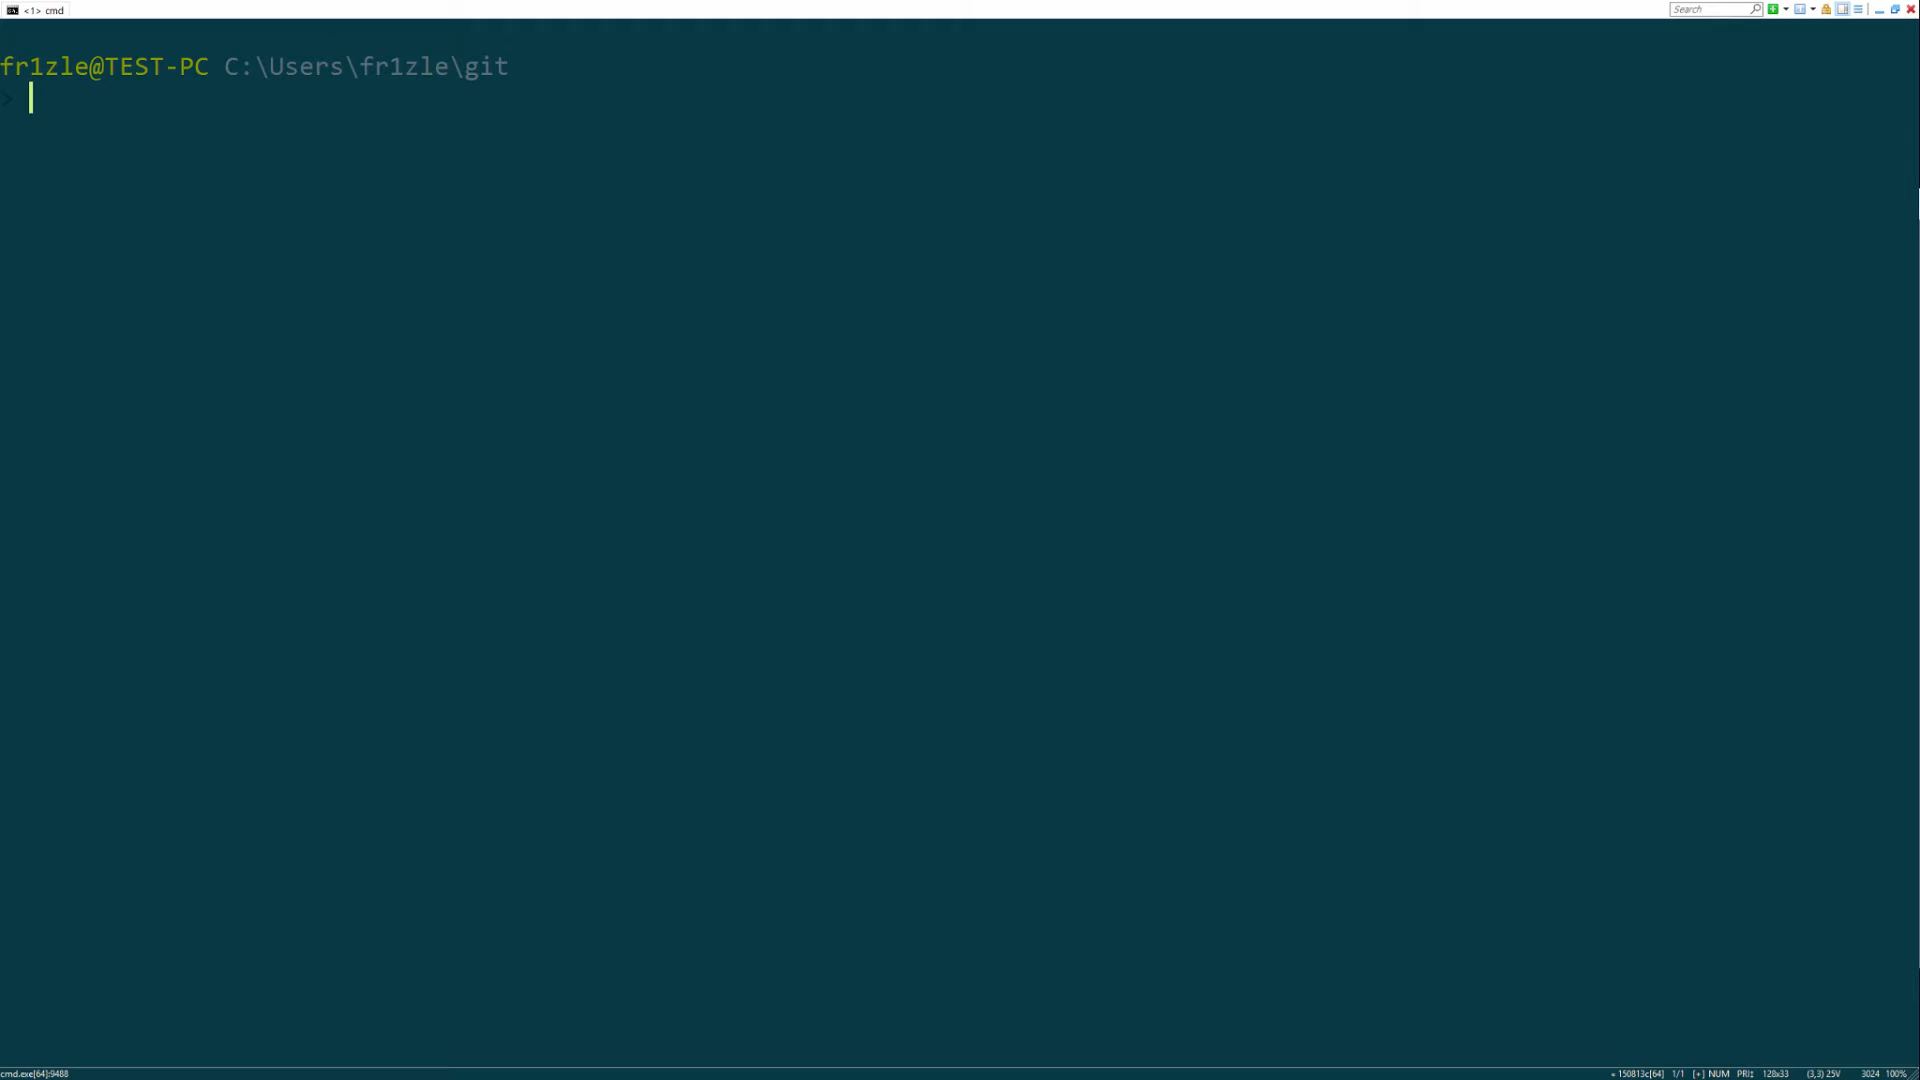 <1> cmd
Search
fr1zle@TEST-PC C:\Users\fr1zle\git
>
cmd.exe[64]:9488
« 150813c[64] 1/1 [+] NUM PRI↕ 128x33 (3,3) 25V 3024 100%